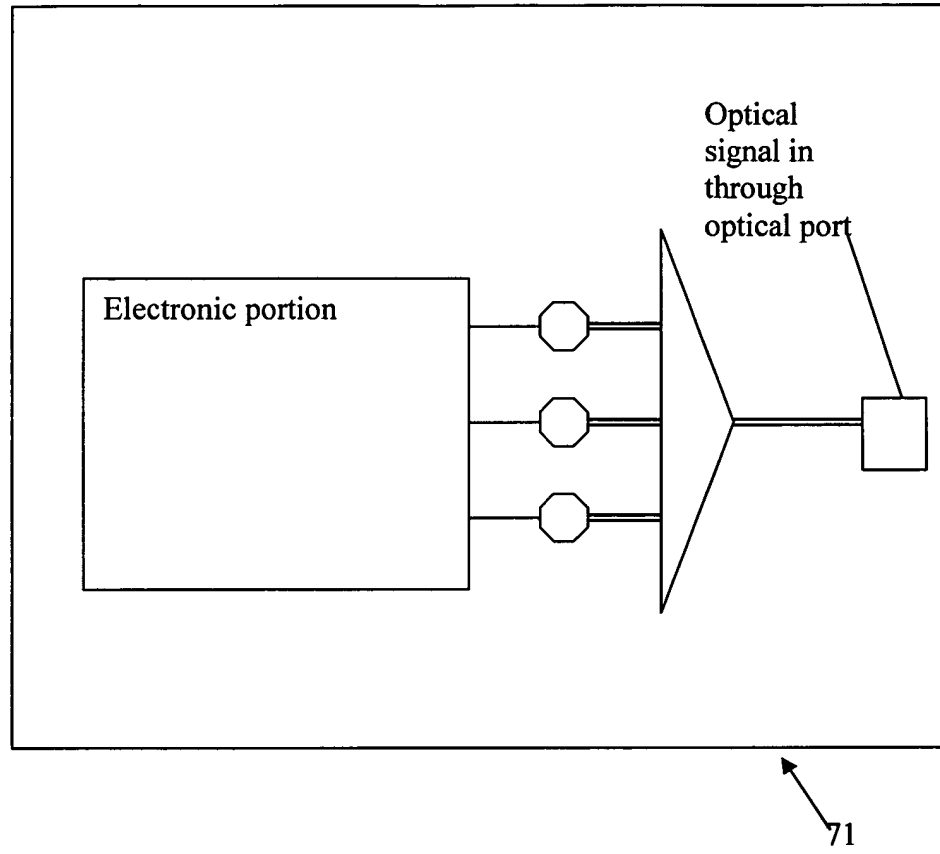 Optical
signal in
through
optical port
Electronic portion
71